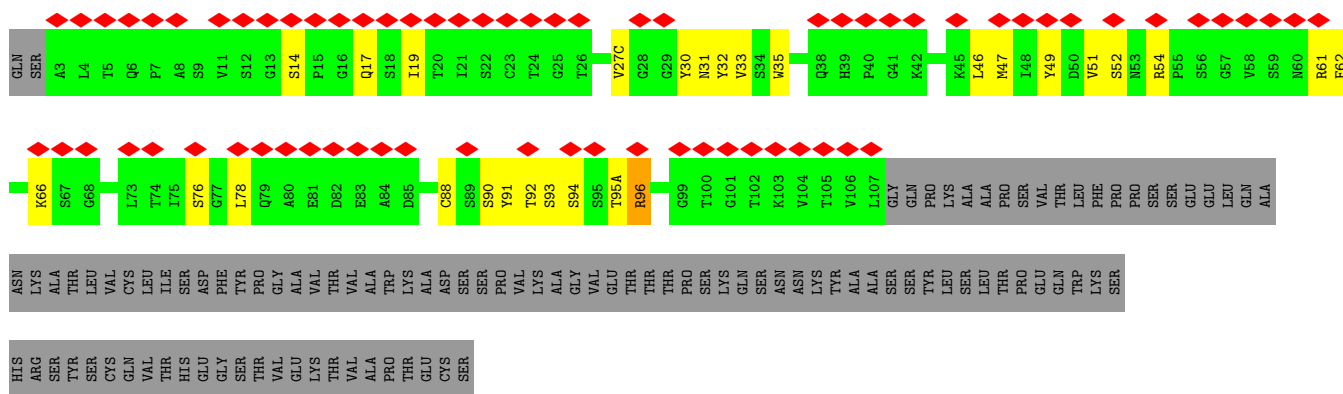 GLN SER A3 L4 T5 Q6 P7 A8 S9 V11 S12 G13 S14 P15 G16 Q17 S18 I19 T20 I21 S22 C23 T24 G25 T26 V27C G28 G29 Y30 N31 Y32 V33 S34 W35 Q38 H39 P40 G41 K42 K45 L46 M47 I48 Y49 D50 V51 S52 N53 R54 P55 S56 G57 V58 S59 N60 R61 F62
K66 S67 G68 L73 T74 I75 S76 G77 L78 Q79 A80 E81 D82 E83 A84 D85 C88 S89 S90 Y91 T92 S93 S94 S95 T95A R96 G99 T100 G101 T102 K103 V104 T105 V106 L107 GLY GLN PRO LYS ALA ALA PRO SER VAL THR LEU PHE PRO PRO SER SER GLU GLU LEU GLN ALA
ASN LYS ALA THR LEU VAL CYS LEU ILE SER ASP PHE TYR PRO GLY ALA VAL THR VAL ALA TRP LYS ALA ASP SER SER PRO VAL LYS ALA GLY VAL GLU THR THR THR PRO SER LYS GLN SER ASN ASN LYS TYR ALA ALA SER SER TYR LEU SER LEU THR PRO GLU GLN TRP LYS SER
HIS ARG SER TYR SER CYS GLN VAL THR HIS GLU GLY SER THR VAL GLU LYS THR VAL ALA PRO THR GLU CYS SER